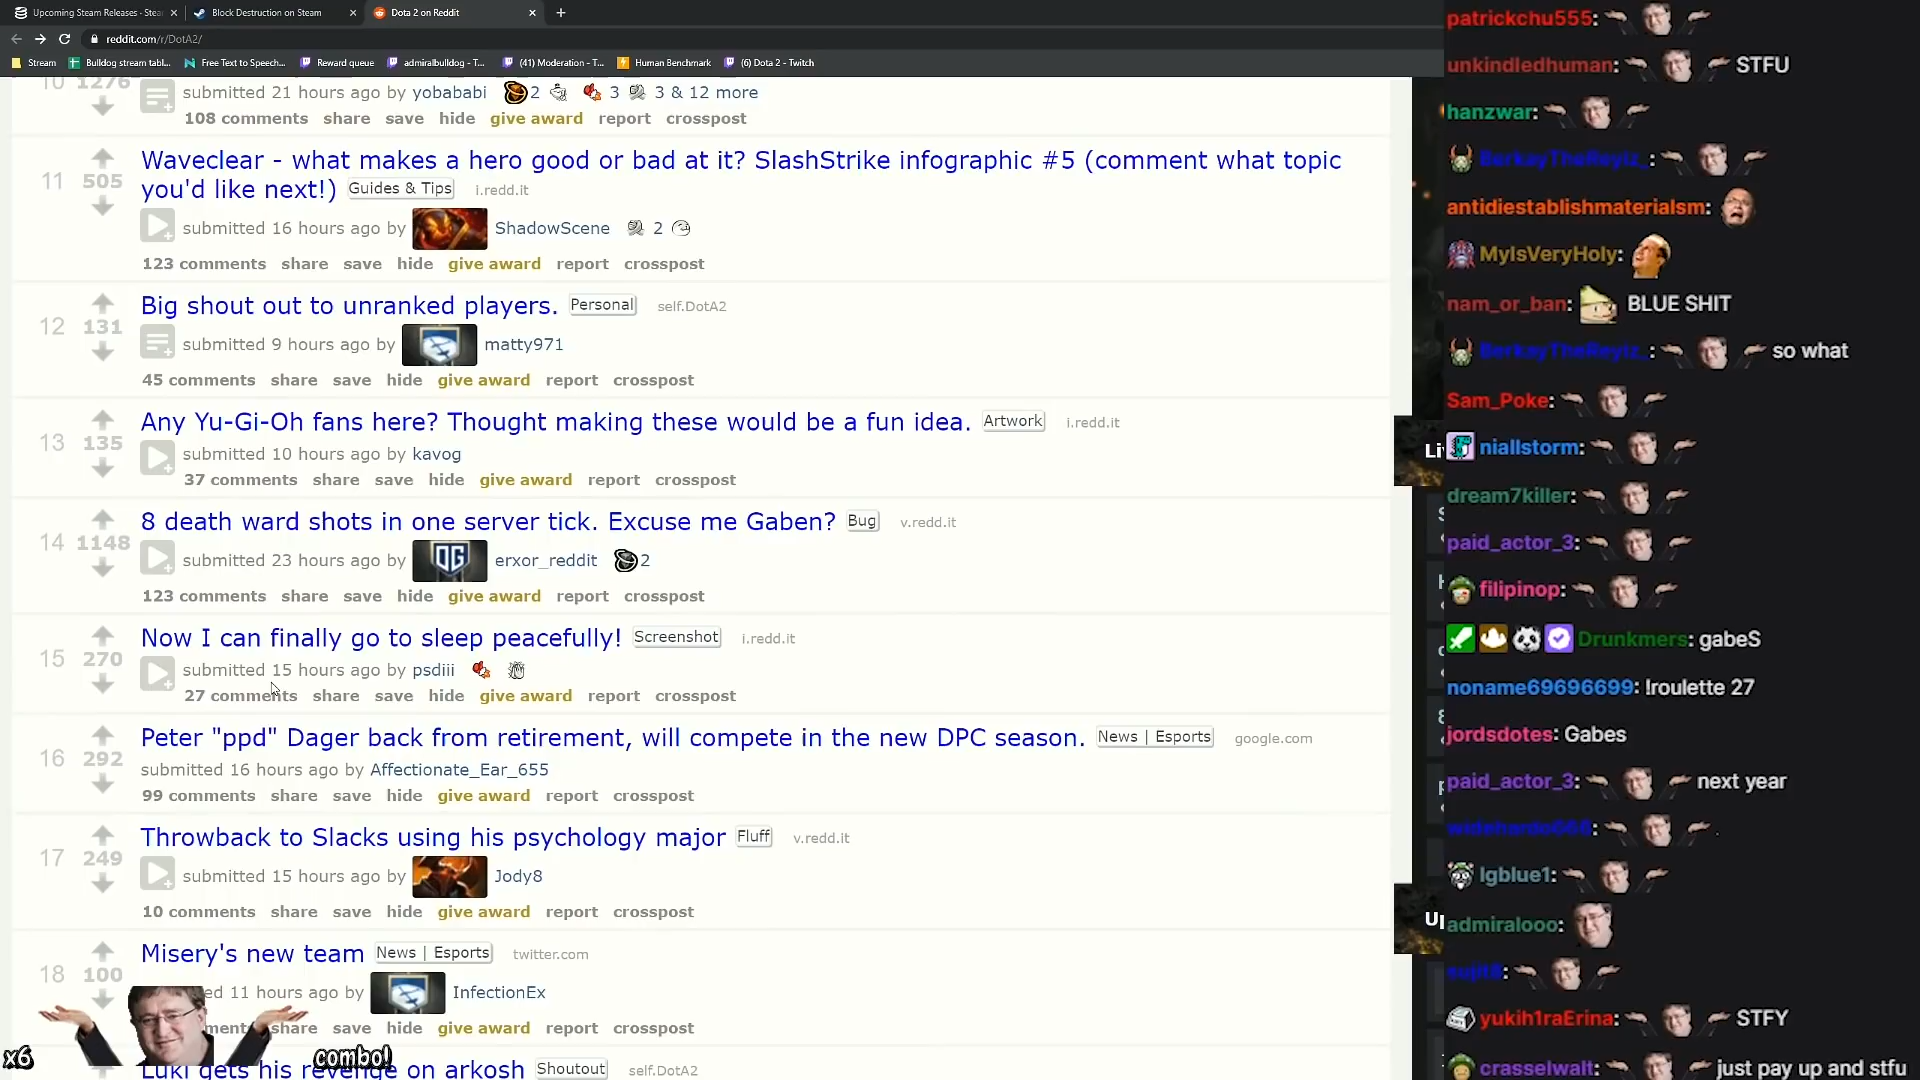 Upcoming Steam Releases - Stea
Block Destruction on Steam
Dota 2 on Reddit
reddit.com/r/DotA2/
Stream
Bulldog stream tabl...
Free Text to Speech...
Reward queue
admiralbulldog - T...
(41) Moderation - T...
Human Benchmark
(6) Dota 2 - Twitch
10 1276
submitted 21 hours ago by yobababi 2 3 3 & 12 more
108 comments share save hide give award report crosspost
11 505
Waveclear - what makes a hero good or bad at it? SlashStrike infographic #5 (comment what topic
you'd like next!) Guides & Tips i.redd.it
submitted 16 hours ago by ShadowScene 2
123 comments share save hide give award report crosspost
12 131
Big shout out to unranked players. Personal self.DotA2
submitted 9 hours ago by matty971
45 comments share save hide give award report crosspost
13 135
Any Yu-Gi-Oh fans here? Thought making these would be a fun idea. Artwork i.redd.it
submitted 10 hours ago by kavog
37 comments share save hide give award report crosspost
14 1148
8 death ward shots in one server tick. Excuse me Gaben? Bug v.redd.it
submitted 23 hours ago by OG erxor_reddit 2
123 comments share save hide give award report crosspost
15 270
Now I can finally go to sleep peacefully! Screenshot i.redd.it
submitted 15 hours ago by psdiii
27 comments share save hide give award report crosspost
16 292
Peter "ppd" Dager back from retirement, will compete in the new DPC season. News | Esports google.com
submitted 16 hours ago by Affectionate_Ear_655
99 comments share save hide give award report crosspost
17 249
Throwback to Slacks using his psychology major Fluff v.redd.it
submitted 15 hours ago by Jody8
10 comments share save hide give award report crosspost
18 100
Misery's new team News | Esports twitter.com
ed 11 hours ago by InfectionEx
ment share save hide give award report crosspost
x6 combo!
Luki gets his revenge on arkosh Shoutout self.DotA2
Li
patrickchu555:
unkindledhuman: STFU
hanzwar:
BerkayTheReyiz_:
antidiestablishmaterialsm:
MyIsVeryHoly:
nam_or_ban: BLUE SHIT
BerkayTheReyiz_: so what
Sam_Poke:
niallstorm:
dream7killer:
paid_actor_3:
filipinop:
Drunkmers: gabeS
noname69696699: !roulette 27
jordsdotes: Gabes
paid_actor_3: next year
lgblue1:
admiralooo:
yukih1raErina: STFY
crasselwalt: just pay up and stfu